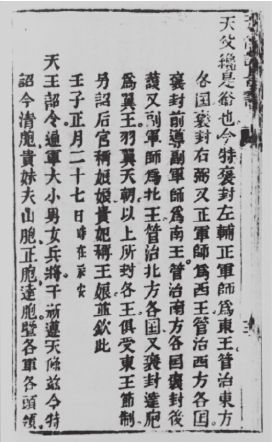 天父纔是爺也今特褒封左輔正軍師爲東王管治東方
各国褒封右弼又正軍師爲西王管治西方各国
褒封前導副軍師爲南王管治南方各国褒封後
護又副軍師爲北王管治北方各国又褒封達胞
爲翼王羽翼天朝以上所封各王俱受東王節制
另詔后宮稱娘娘貴妃稱王娘並欽此
壬子正月二十七日時在永安
天王詔令通軍大小男女兵將千祈遵天條茲今特
詔令清胞貴妹夫山胞正胞達胞暨各軍各頭領